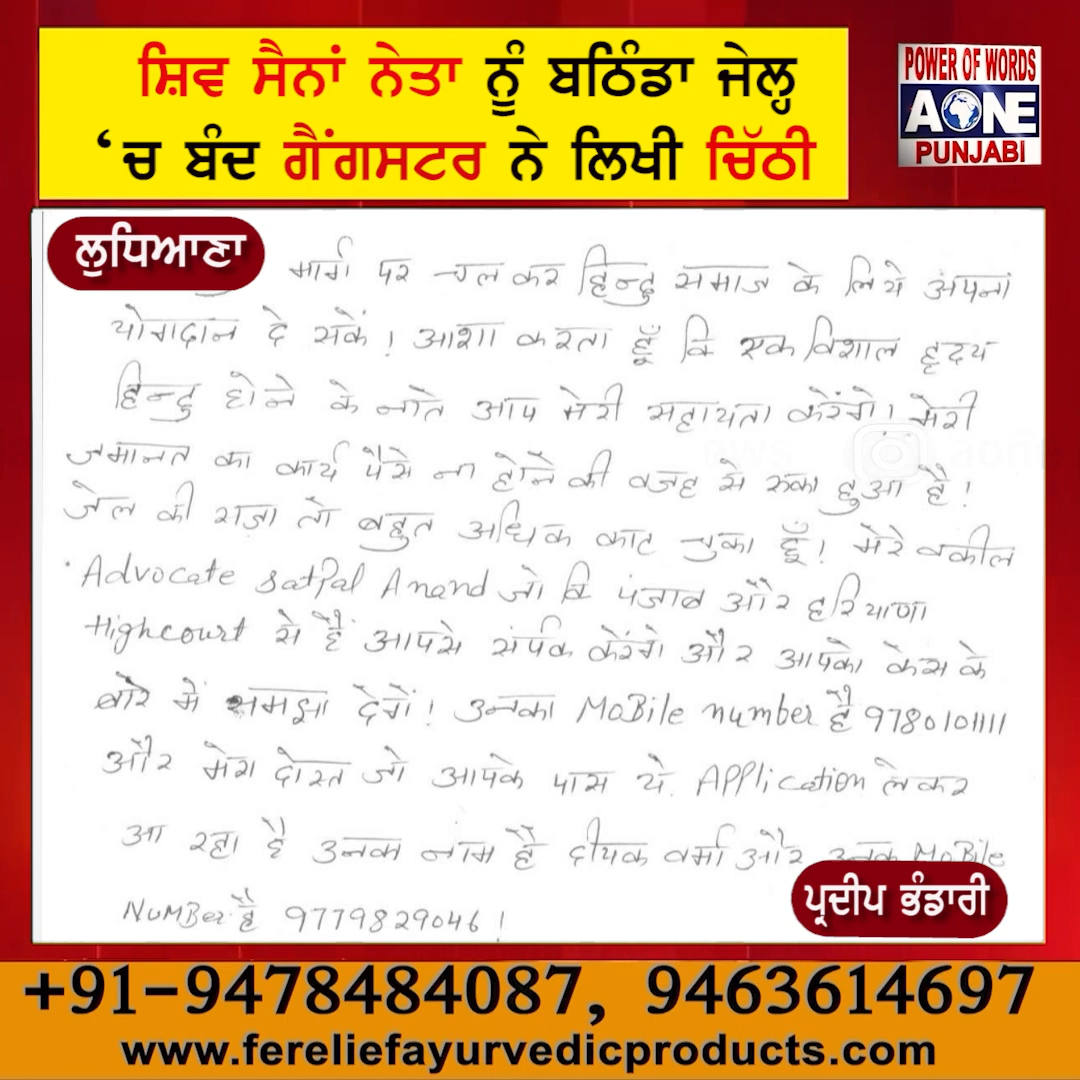 ਸ਼ਿਵ ਸੈਨਾਂ ਨੇਤਾ ਨੂੰ ਬਠਿੰਡਾ ਜੇਲ੍ਹ
‘ਚ ਬੰਦ ਗੈਂਗਸਟਰ ਨੇ ਲਿਖੀ ਚਿੱਠੀ
POWER OF WORDS
AONE
PUNJABI
ਲੁਧਿਆਣਾ
मार्ग पर चल कर हिन्दु समाज के लिये अपना
योगदान दे सकें। आशा करता हूँ कि एक विशाल हृदय
हिन्दु होने के नाते आप मेरी सहायता करेंगे। मेरी
जमानत का कार्य पैसे ना होने की वजह से रुका हुआ है!
जेल की सज़ा तो बहुत अधिक काट चुका हूँ! मेरे वकील
Advocate Satpal Anand जो कि पंजाब और हरियाणा
Highcourt से हैं आपसे संर्पक करेंगे और आपको केस के
बारे में समझा देगें! उनका MoBile number है 9780101111
और मेरा दोस्त जो आपके पास ये Application लेकर
आ रहा है उनका नाम है दीपक वर्मा और उनका MoBile
NuMBer है 9779829046!
ਪ੍ਰਦੀਪ ਭੰਡਾਰੀ
+91-9478484087, 9463614697
www.fereliefayurvedicproducts.com